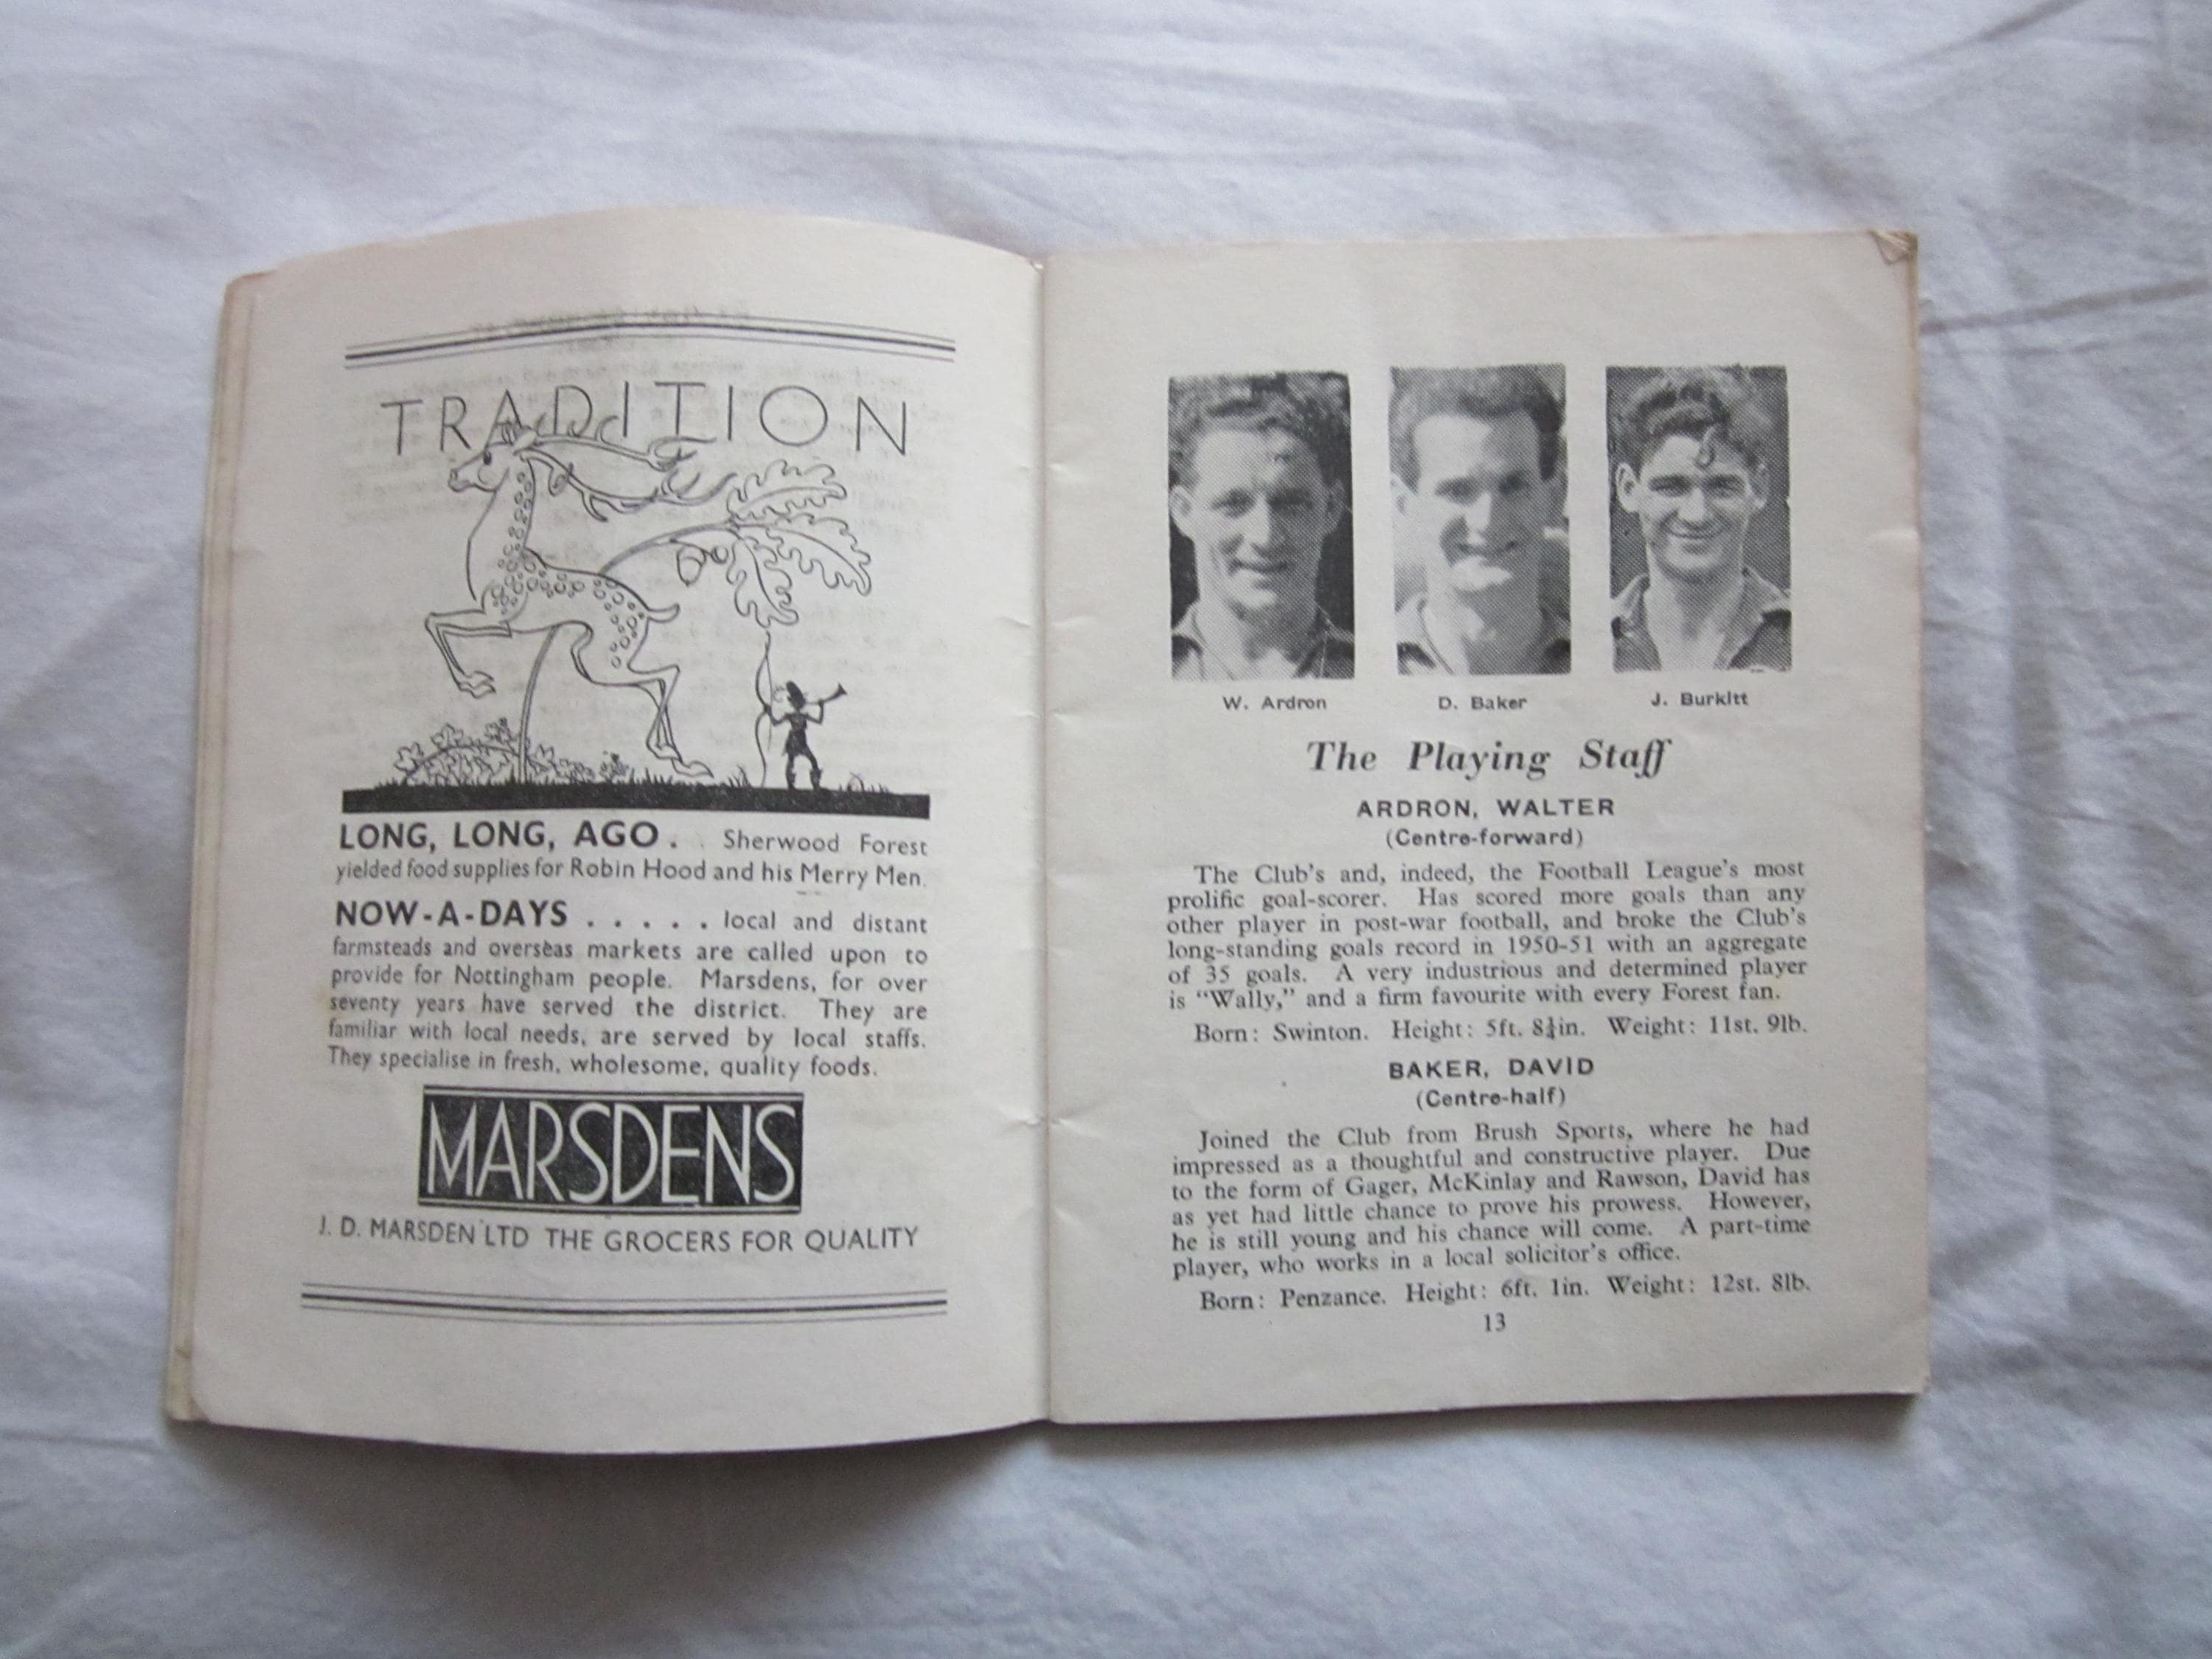 TRADITION
LONG, LONG, AGO . . Sherwood Forest
yielded food supplies for Robin Hood and his Merry Men.
NOW-A-DAYS . . . . . local and distant
farmsteads and overseas markets are called upon to
provide for Nottingham people. Marsdens, for over
seventy years have served the district. They are
familiar with local needs, are served by local staffs.
They specialise in fresh, wholesome, quality foods.
MARSDENS
J. D. MARSDEN LTD THE GROCERS FOR QUALITY
W. Ardron D. Baker J. Burkitt
The Playing Staff
ARDRON, WALTER
(Centre-forward)
The Club's and, indeed, the Football League's most
prolific goal-scorer. Has scored more goals than any
other player in post-war football, and broke the Club's
long-standing goals record in 1950-51 with an aggregate
of 35 goals. A very industrious and determined player
is "Wally," and a firm favourite with every Forest fan.
Born: Swinton. Height: 5ft. Weight: 11st. 9lb.
BAKER, DAVID
(Centre-half)
Joined the Club from Brush Sports, where he had
impressed as a thoughtful and constructive player. Due
to the form of Gager, McKinlay and Rawson, David has
as yet had little chance to prove his prowess. However,
he is still young and his chance will come. A part-time
player, who works in a local solicitor's office.
Born: Penzance. Height: 6ft. 1in. Weight: 12st. 8lb.
13